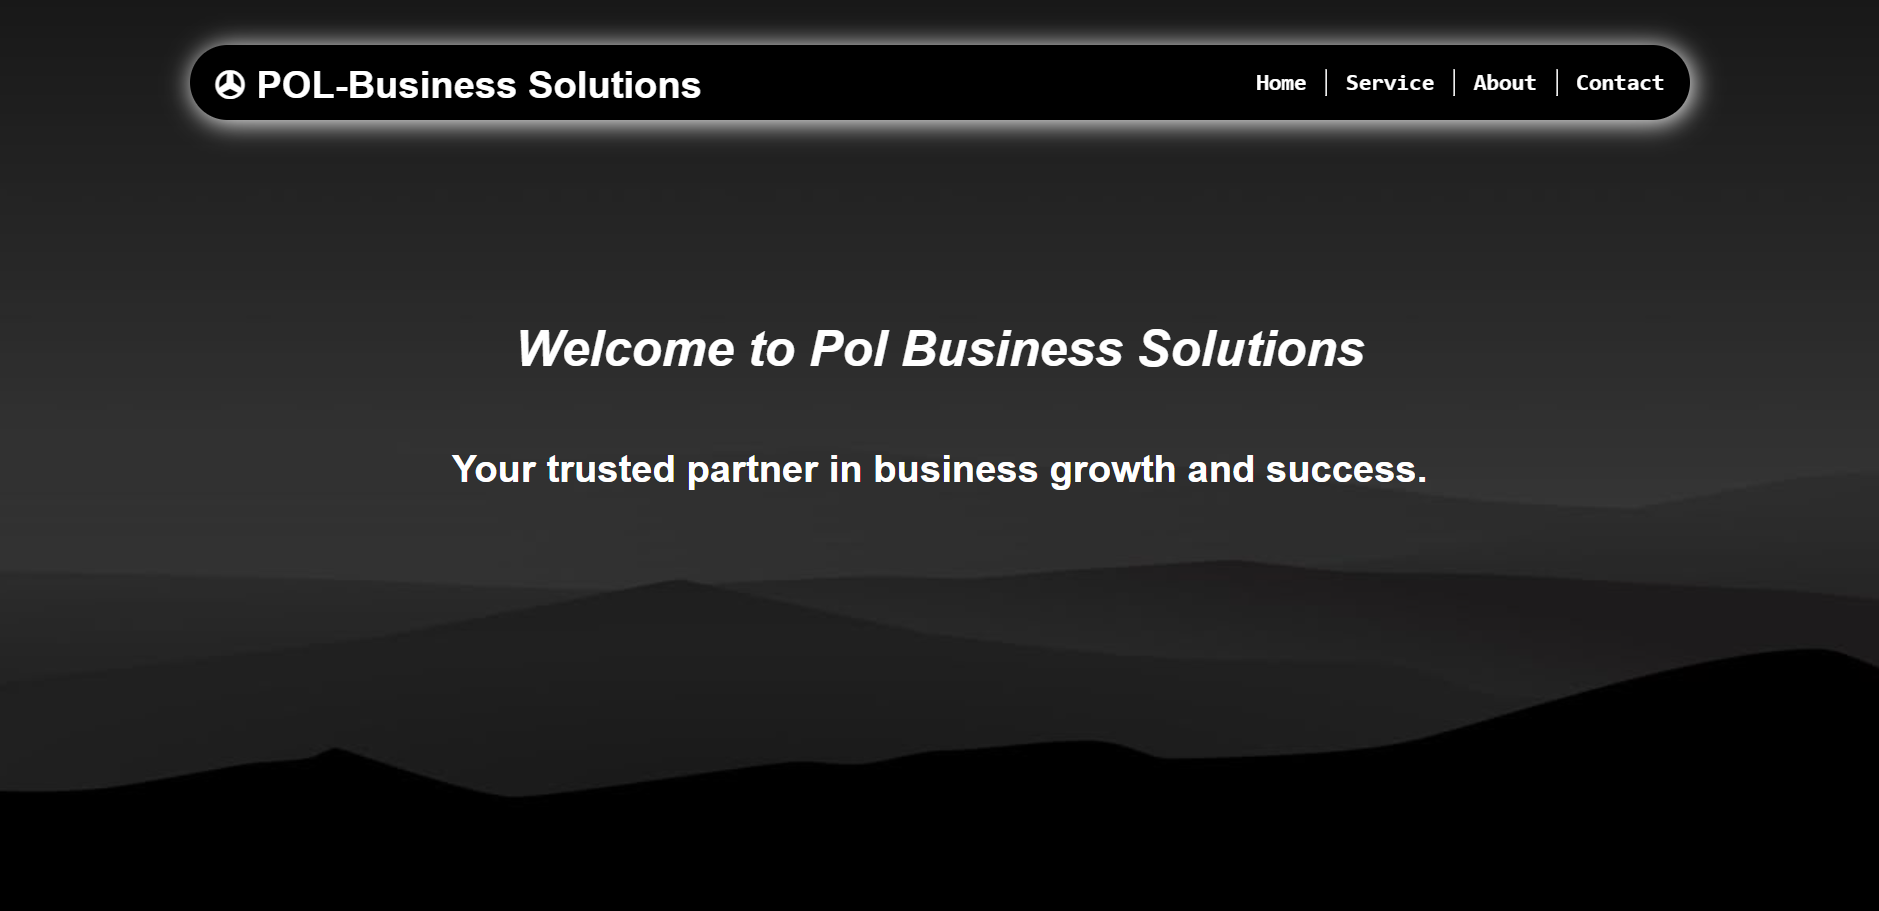 POL-Business Solutions
Home | Service | About | Contact
Welcome to Pol Business Solutions
Your trusted partner in business growth and success.